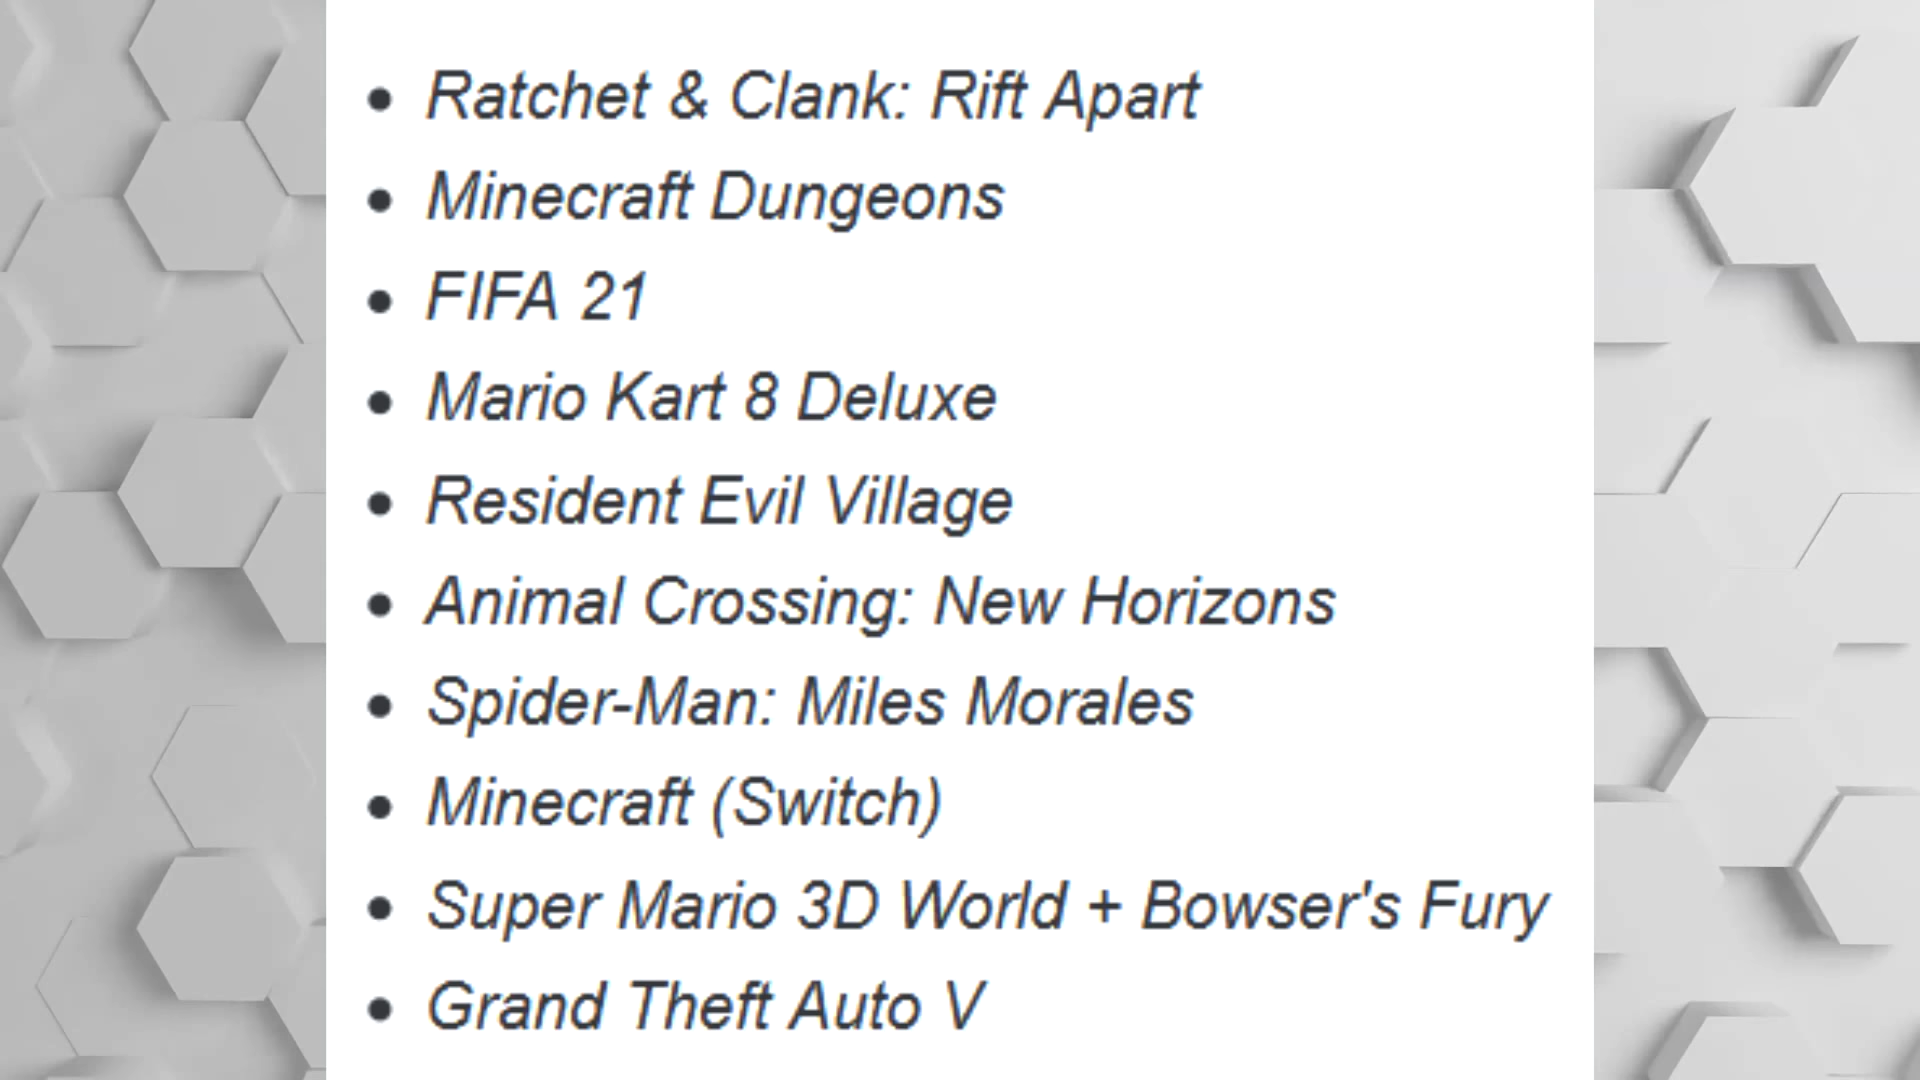 • Ratchet & Clank: Rift Apart
• Minecraft Dungeons
• FIFA 21
• Mario Kart 8 Deluxe
• Resident Evil Village
• Animal Crossing: New Horizons
• Spider-Man: Miles Morales
• Minecraft (Switch)
• Super Mario 3D World + Bowser's Fury
• Grand Theft Auto V